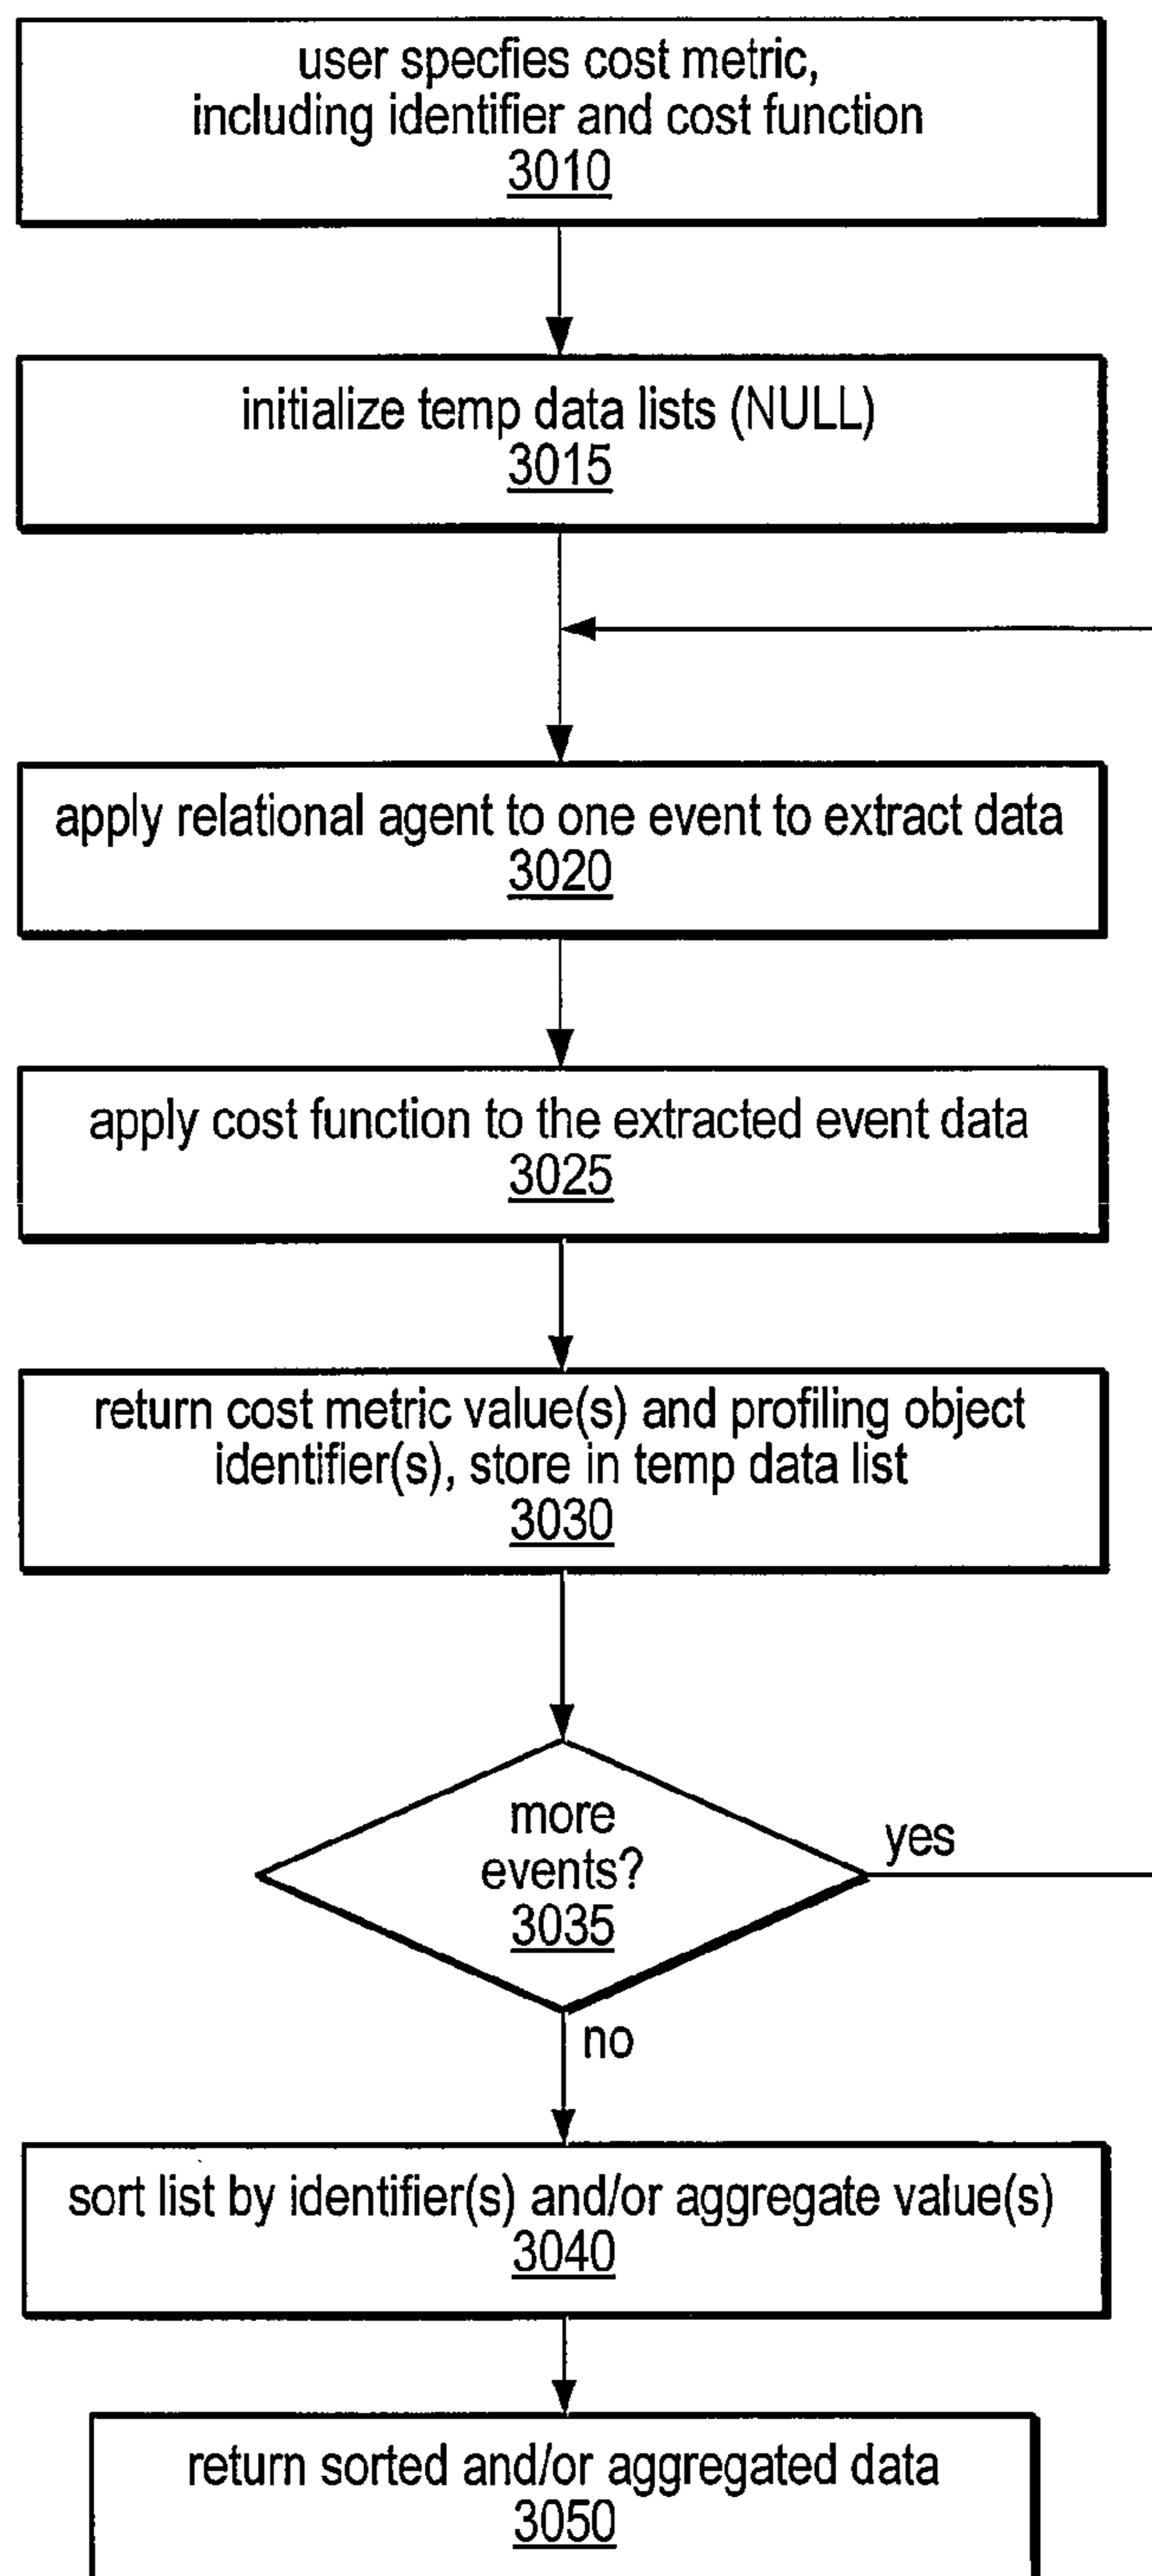 user specfies cost metric,
including identifier and cost function
3010
initialize temp data lists (NULL)
3015
apply relational agent to one event to extract data
3020
apply cost function to the extracted event data
3025
return cost metric value(s) and profiling object
identifier(s), store in temp data list
3030
more
events?
3035
yes
no
sort list by identifier(s) and/or aggregate value(s)
3040
return sorted and/or aggregated data
3050